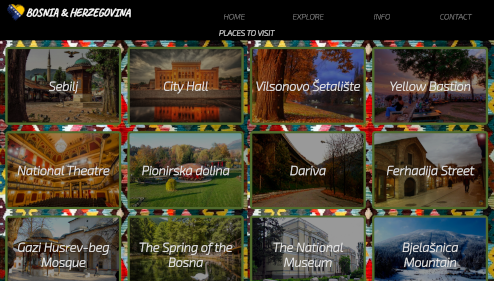 BOSNIA & HERZEGOVINA
HOME EXPLORE INFO CONTACT
PLACES TO VISIT
Sebilj City Hall Vilsonovo Šetalište Yellow Bastion
National Theatre Pionirska dolina Dariva Ferhadija Street
Gazi Husrev-beg Mosque
The Spring of the Bosna
The National Museum
Bjelašnica Mountain